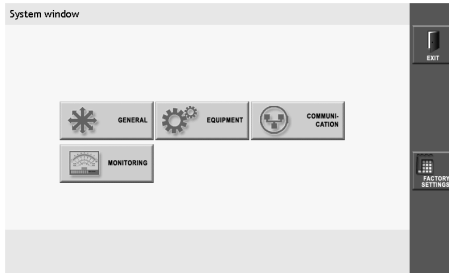 System window
EXIT
GENERAL
EQUIPMENT
COMMUNI-
CATION
MONITORING
FACTORY
SETTINGS